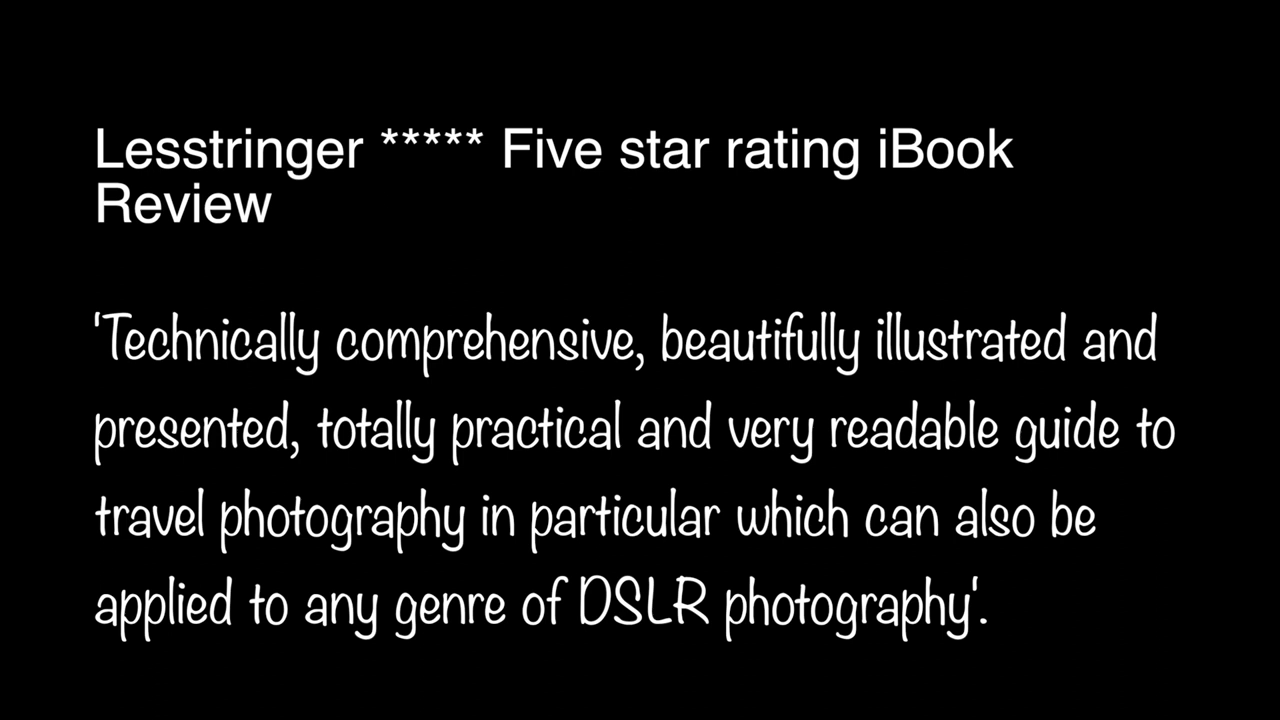 Lesstringer ***** Five star rating iBook
Review
'Technically comprehensive, beautifully illustrated and
presented, totally practical and very readable guide to
travel photography in particular which can also be
applied to any genre of DSLR photography'.